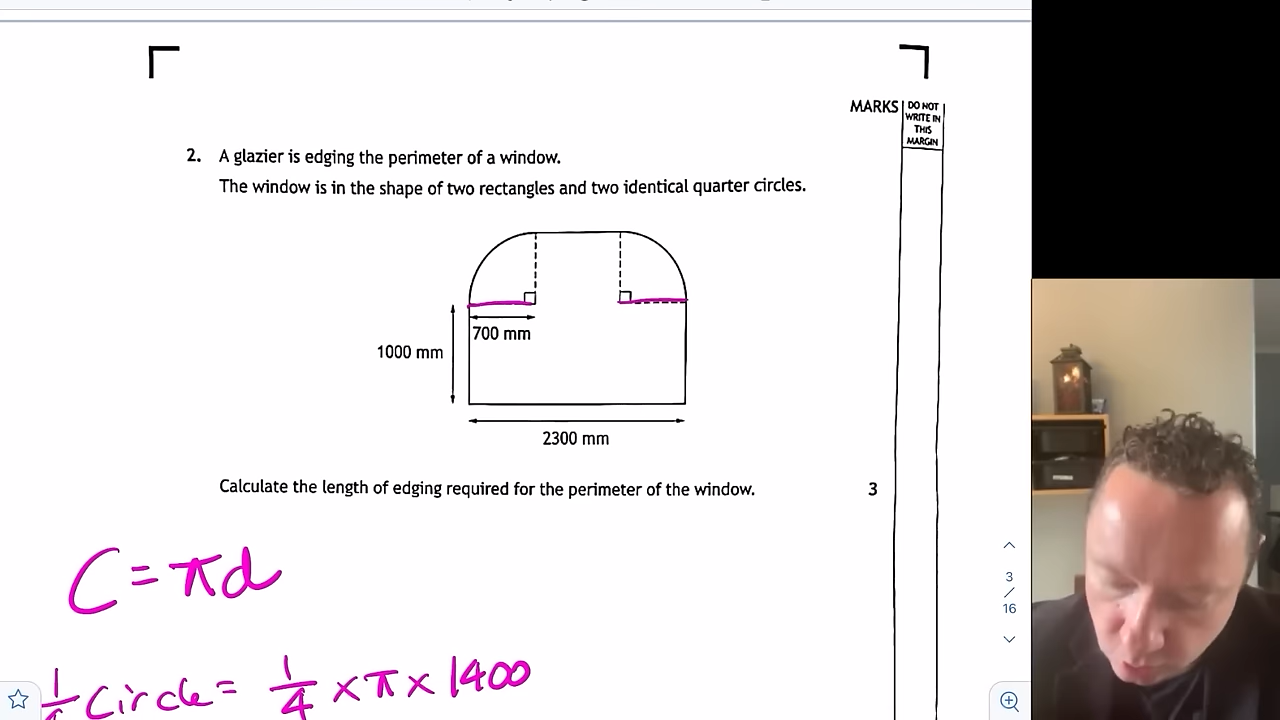 MARKS
DO NOT
WRITE IN
THIS
MARGIN
2. A glazier is edging the perimeter of a window.
The window is in the shape of two rectangles and two identical quarter circles.
700 mm
1000 mm
2300 mm
Calculate the length of edging required for the perimeter of the window. 3
C = πd
Circle = 1/4 × π × 1400
3
/
16